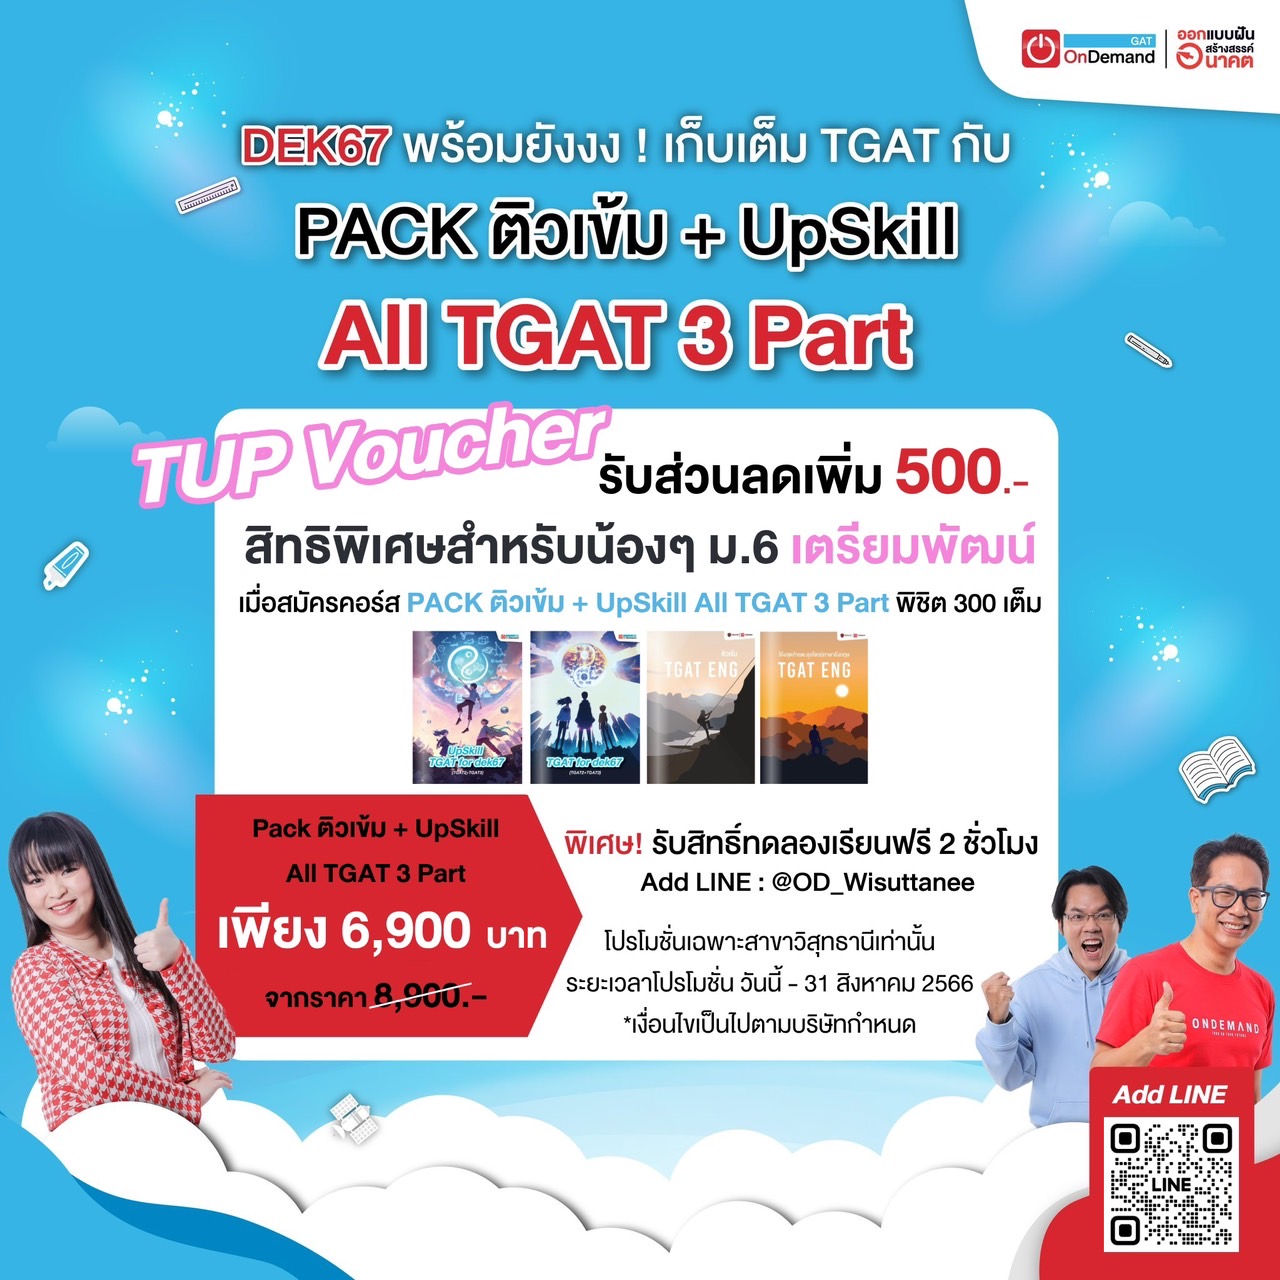 GAT
OnDemand
ออกแบบฝัน
สร้างสรรค์
อนาคต
DEK67 พร้อมยังงง ! เก็บเต็ม TGAT กับ
PACK ติวเข้ม + UpSkill
All TGAT 3 Part
TUP Voucher รับส่วนลดเพิ่ม 500.-
สิทธิพิเศษสำหรับน้องๆ ม.6 เตรียมพัฒน์
เมื่อสมัครคอร์ส PACK ติวเข้ม + UpSkill All TGAT 3 Part พิชิต 300 เต็ม
UpSkill
TGAT for dek67
(TGAT2+TGAT3)
TGAT for dek67
(TGAT2+TGAT3)
ติวเข้ม
TGAT ENG
TGAT ENG
Pack ติวเข้ม + UpSkill
All TGAT 3 Part
เพียง 6,900 บาท
จากราคา 8,900.-
พิเศษ! รับสิทธิ์ทดลองเรียนฟรี 2 ชั่วโมง
Add LINE : @OD_Wisuttanee
โปรโมชั่นเฉพาะสาขาวิสุทธานีเท่านั้น
ระยะเวลาโปรโมชั่น วันนี้ - 31 สิงหาคม 2566
*เงื่อนไขเป็นไปตามบริษัทกำหนด
ONDEMAND
Add LINE
LINE